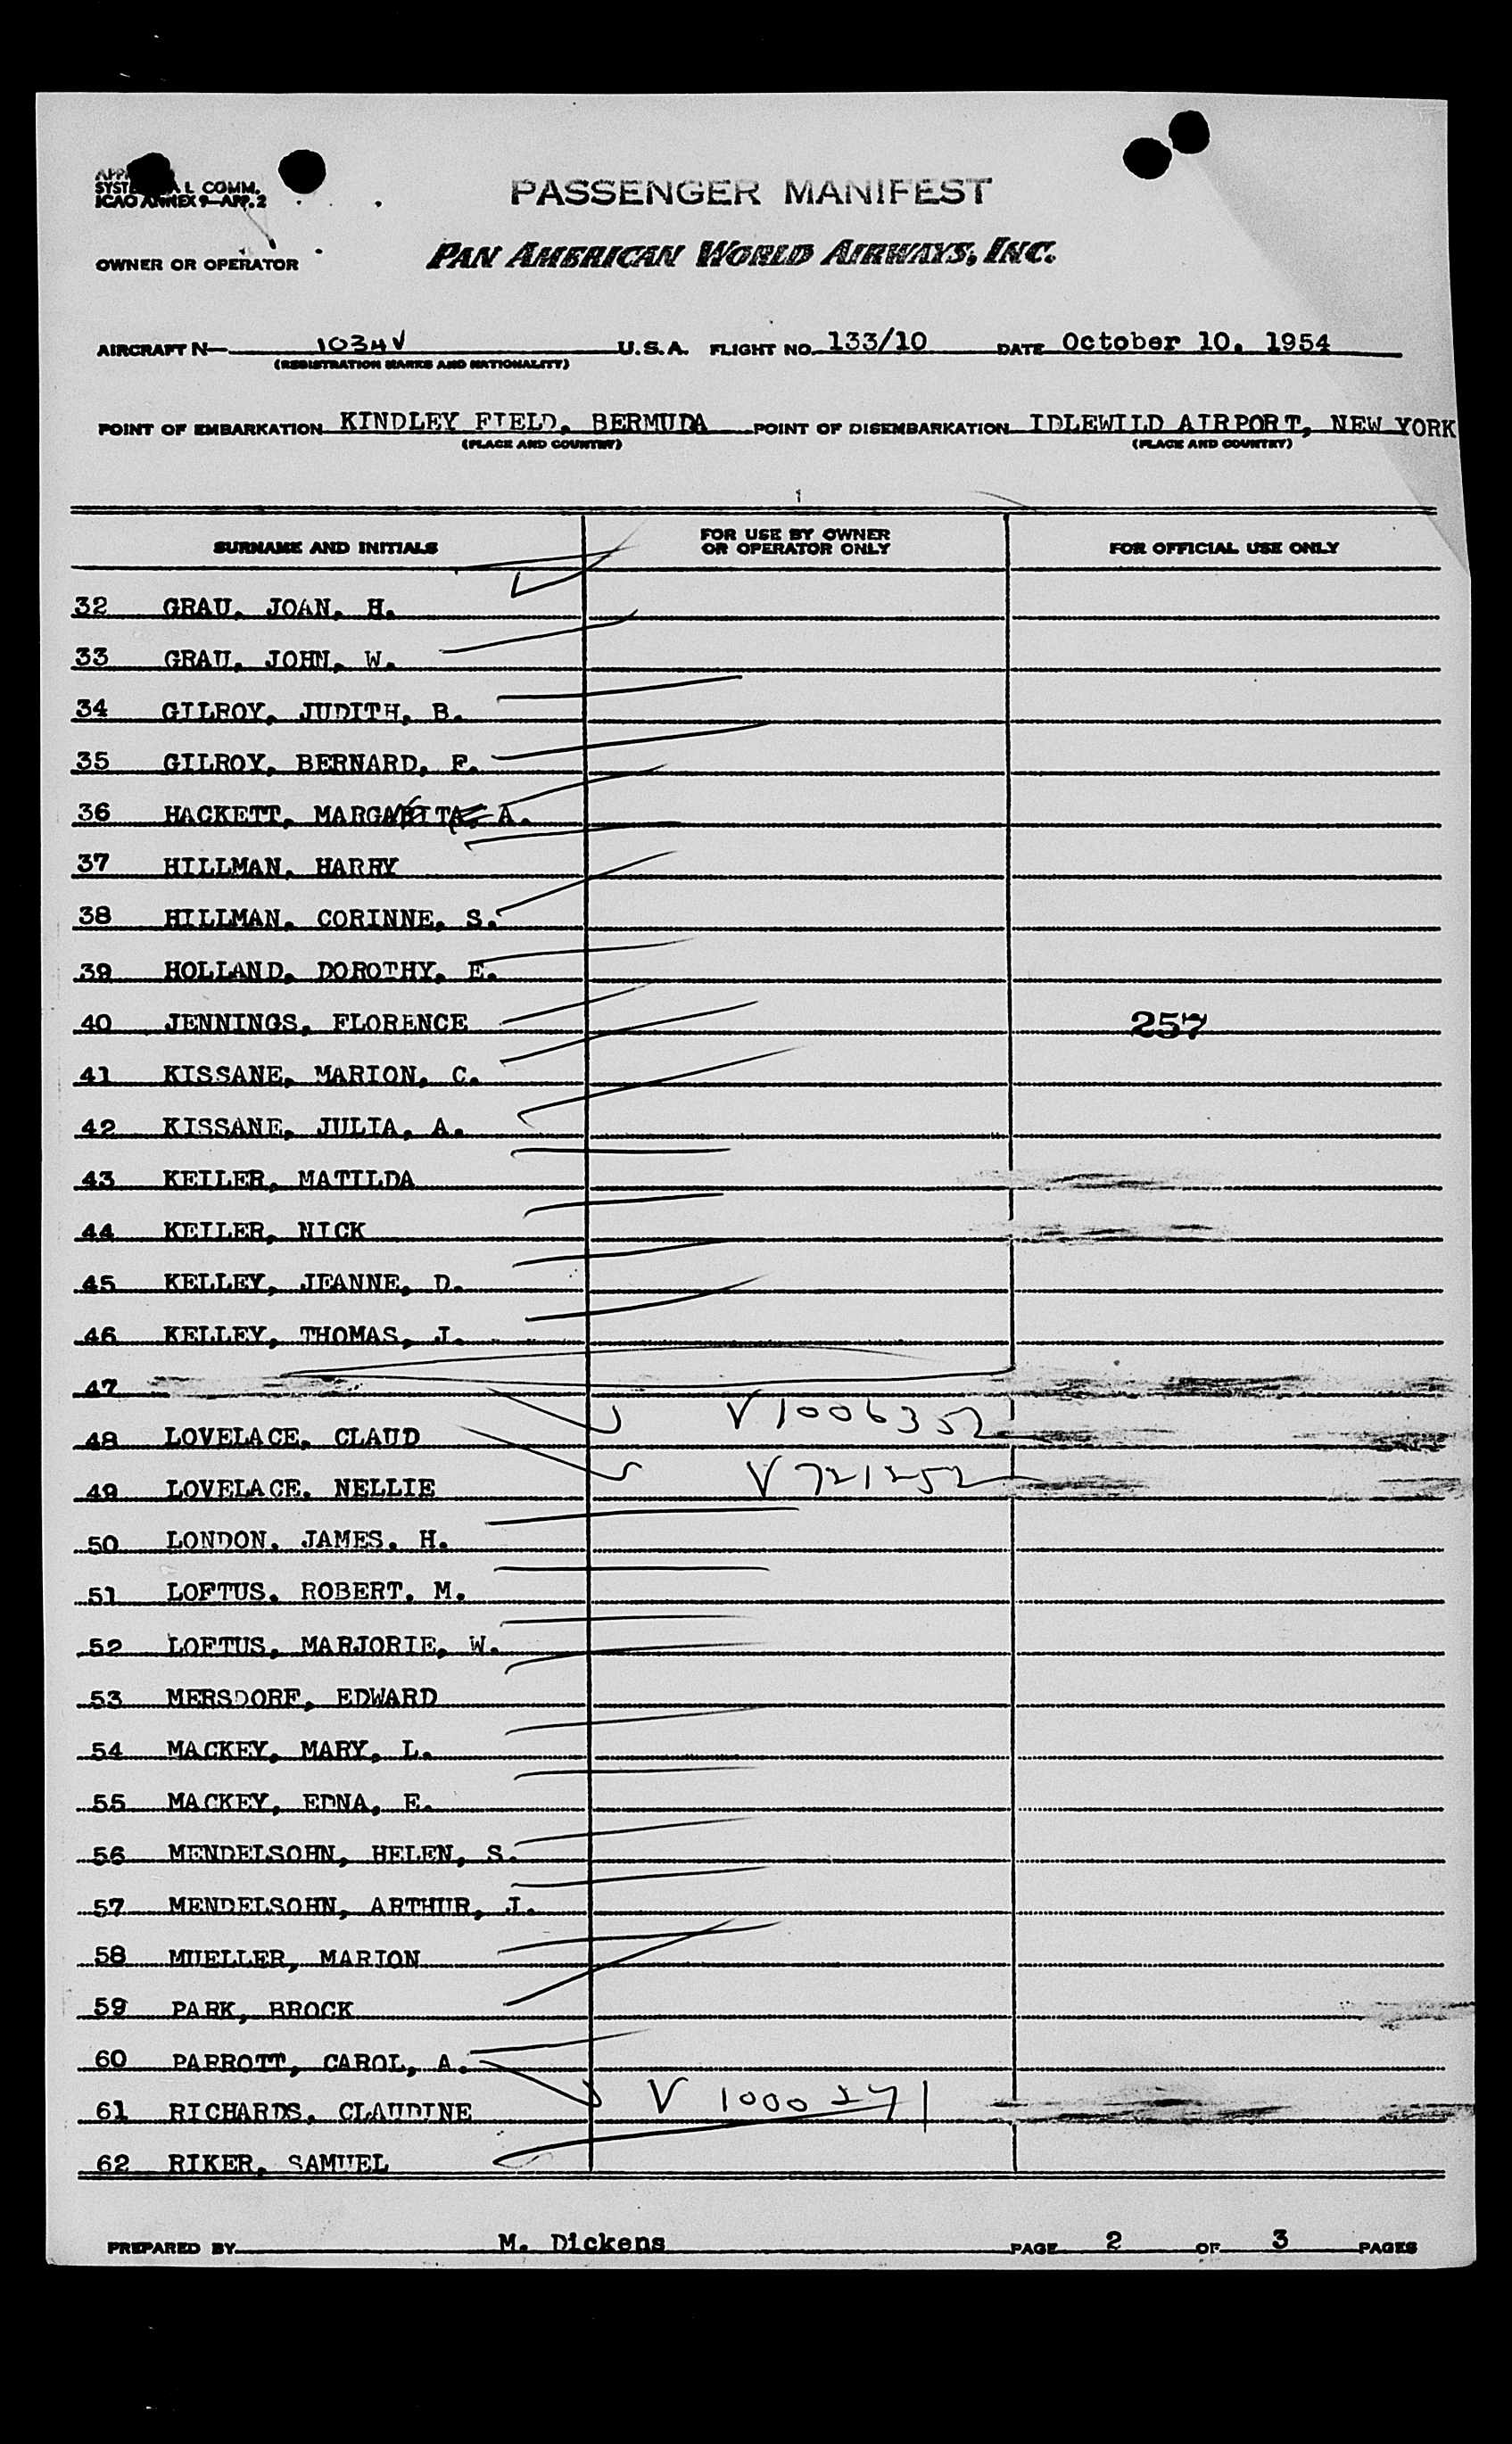 SYST L COMM.
ICAO ANNEX 9—APP. 2
PASSENGER MANIFEST
OWNER OR OPERATOR PAN AMERICAN WORLD AIRWAYS, INC.
AIRCRAFT N— 1034V U.S.A. FLIGHT NO. 133/10 DATE October 10, 1954
(REGISTRATION MARKS AND NATIONALITY)
POINT OF EMBARKATION KINDLEY FIELD, BERMUDA POINT OF DISEMBARKATION IDLEWILD AIRPORT, NEW YORK
(PLACE AND COUNTRY) (PLACE AND COUNTRY)
SURNAME AND INITIALS FOR USE BY OWNER OR OPERATOR ONLY FOR OFFICIAL USE ONLY
32 GRAU, JOAN, H.
33 GRAU, JOHN, W.
34 GILROY, JUDITH, B.
35 GILROY, BERNARD, F.
36 HACKETT, A.
37 HILLMAN, HARRY
38 HILLMAN, CORINNE, S.
39 HOLLAND, DOROTHY, E.
40 JENNINGS, FLORENCE 257
41 KISSANE, MARION, C.
42 KISSANE, JULIA, A.
43 KEILER, MATILDA
44 KEILER, NICK
45 KELLEY, JEANNE, D.
46 KELLEY, THOMAS, J.
47
48 LOVELACE, CLAUD V1006352
49 LOVELACE, NELLIE V721252
50 LONDON, JAMES, H.
51 LOFTUS, ROBERT, M.
52 LOFTUS, MARJORIE, W.
53 MERSDORF, EDWARD
54 MACKEY, MARY, L.
55 MACKEY, EDNA, E.
56 MENDELSOHN, HELEN, S.
57 MENDELSOHN, ARTHUR, J.
58 MUELLER, MARION
59 PARK, BROCK
60 PARROTT, CAROL, A.
61 RICHARDS, CLAUDINE V
62 RIKER, SAMUEL
PREPARED BY M. Dickens PAGE 2 OF 3 PAGES